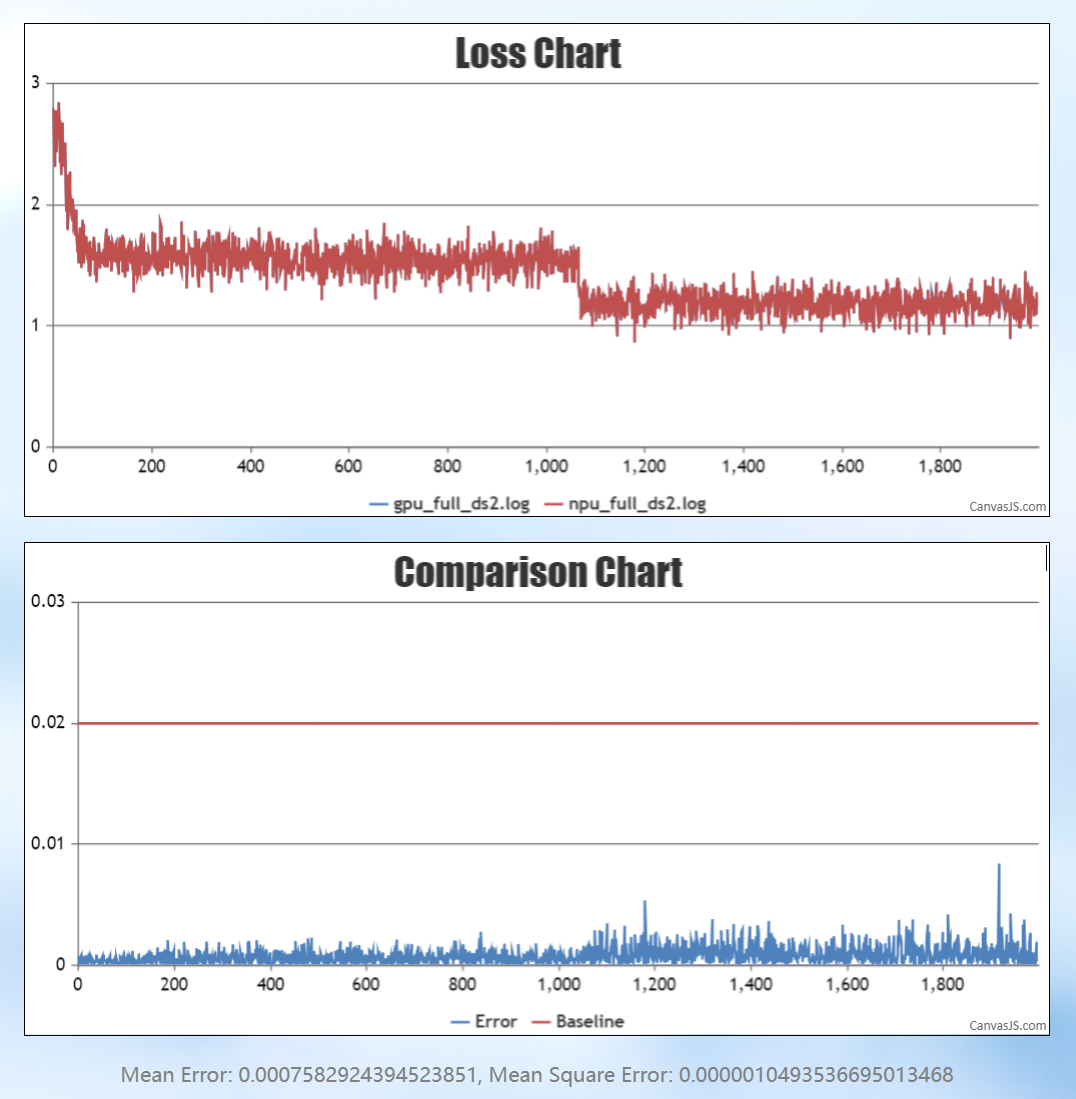 Loss Chart
3
2
1
0
0 200 400 600 800 1,000 1,200 1,400 1,600 1,800
gpu_full_ds2.log npu_full_ds2.log
CanvasJS.com
Comparison Chart
0.03
0.02
0.01
0
0 200 400 600 800 1,000 1,200 1,400 1,600 1,800
Error Baseline
CanvasJS.com
Mean Error: 0.0007582924394523851, Mean Square Error: 0.0000010493536695013468